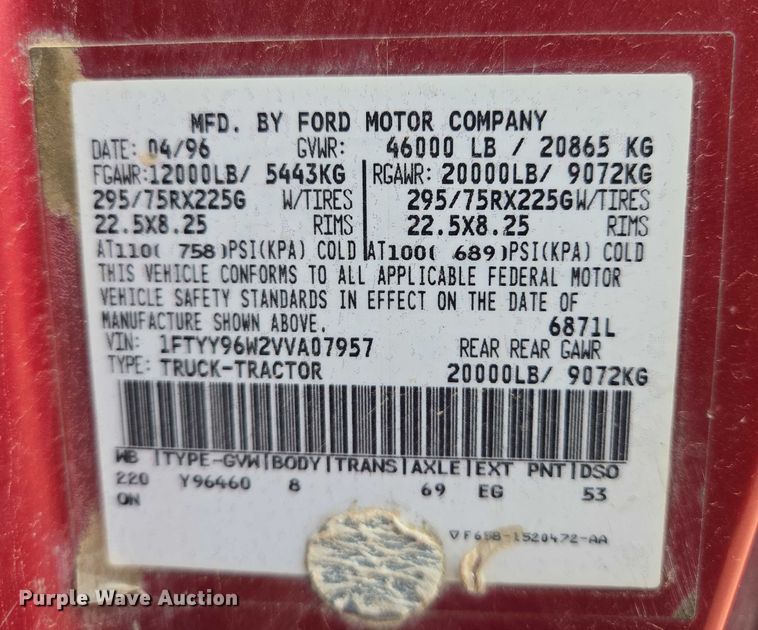 MFD. BY FORD MOTOR COMPANY
DATE: 04/96 GVWR: 46000 LB / 20865 KG
FGAWR:12000LB/ 5443KG RGAWR: 20000LB/ 9072KG
295/75RX225G W/TIRES 295/75RX225GW/TIRES
22.5X8.25 RIMS 22.5X8.25 RIMS
AT110( 758)PSI(KPA) COLD AT100( 689)PSI(KPA) COLD
THIS VEHICLE CONFORMS TO ALL APPLICABLE FEDERAL MOTOR
VEHICLE SAFETY STANDARDS IN EFFECT ON THE DATE OF
MANUFACTURE SHOWN ABOVE. 6871L
VIN: 1FTYY96W2VVA07957 REAR REAR GAWR
TYPE: TRUCK-TRACTOR 20000LB/ 9072KG
WB |TYPE-GVW|BODY|TRANS|AXLE|EXT PNT|DSO
220 Y96460 8 69 EG 53
ON
F6SB-1520472-AA
Purple Wave Auction